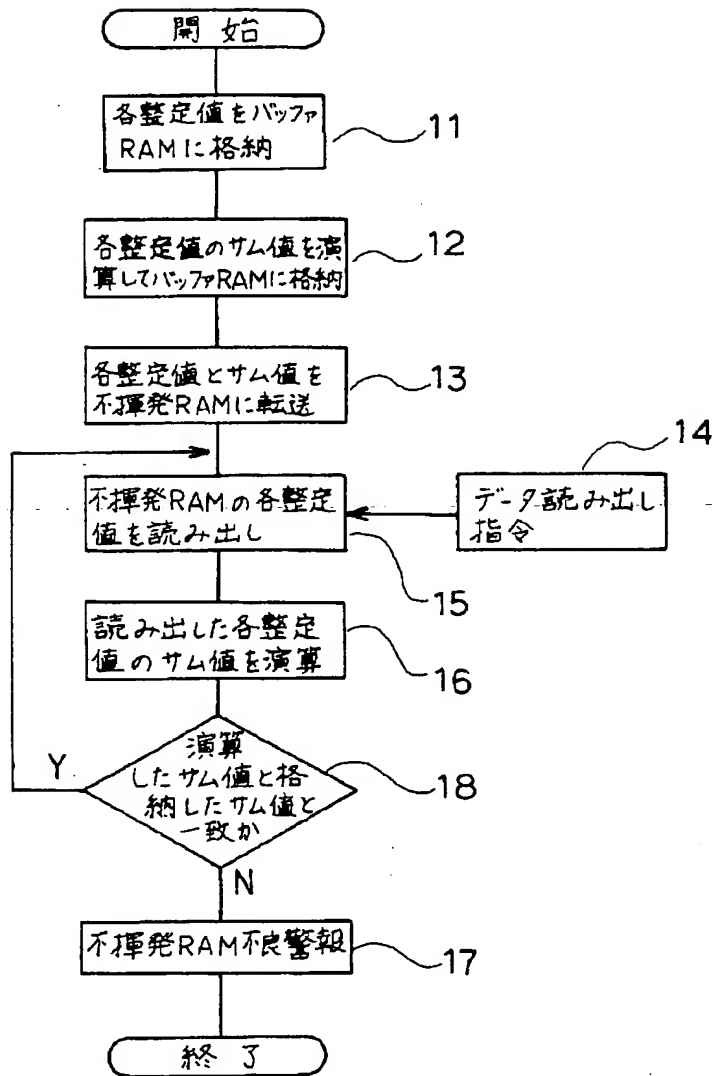 開始
各整定値をバッファ
RAMに格納
11
各整定値のサム値を演
算してバッファRAMに格納
12
各整定値とサム値を
不揮発RAMに転送
13
14
データ読み出し
指令
不揮発RAMの各整定
値を読み出し
15
読み出した各整定
値のサム値を演算
16
演算
したサム値と格
納したサム値と
一致か
18
Y
N
不揮発RAM不良警報
17
終了